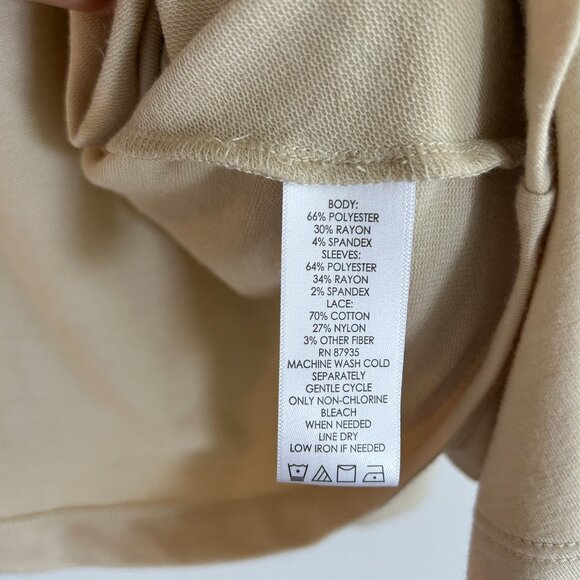 BODY:
66% POLYESTER
30% RAYON
4% SPANDEX
SLEEVES:
64% POLYESTER
34% RAYON
2% SPANDEX
LACE:
70% COTTON
27% NYLON
3% OTHER FIBER
RN 87935
MACHINE WASH COLD
SEPARATELY
GENTLE CYCLE
ONLY NON-CHLORINE
BLEACH
WHEN NEEDED
LINE DRY
LOW IRON IF NEEDED